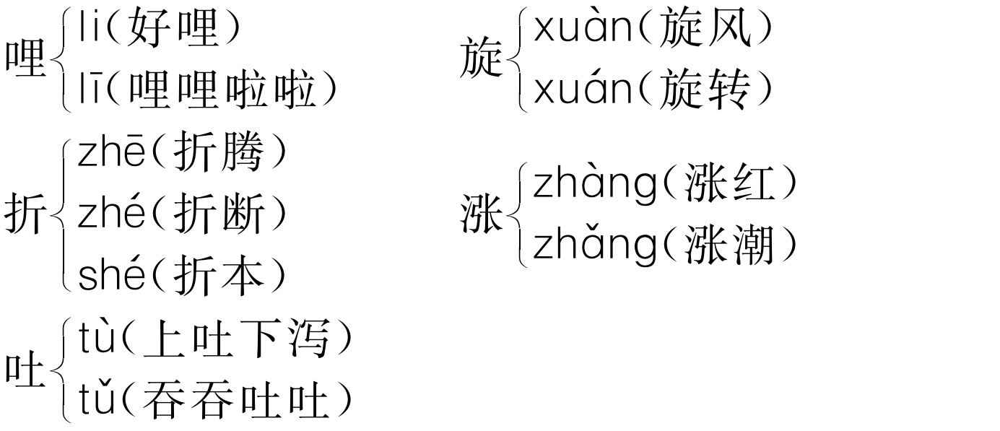 哩 li(好哩)
lī(哩哩啦啦)
旋 xuàn(旋风)
xuán(旋转)
折 zhē(折腾)
zhé(折断)
shé(折本)
涨 zhàng(涨红)
zhǎng(涨潮)
吐 tù(上吐下泻)
tǔ(吞吞吐吐)